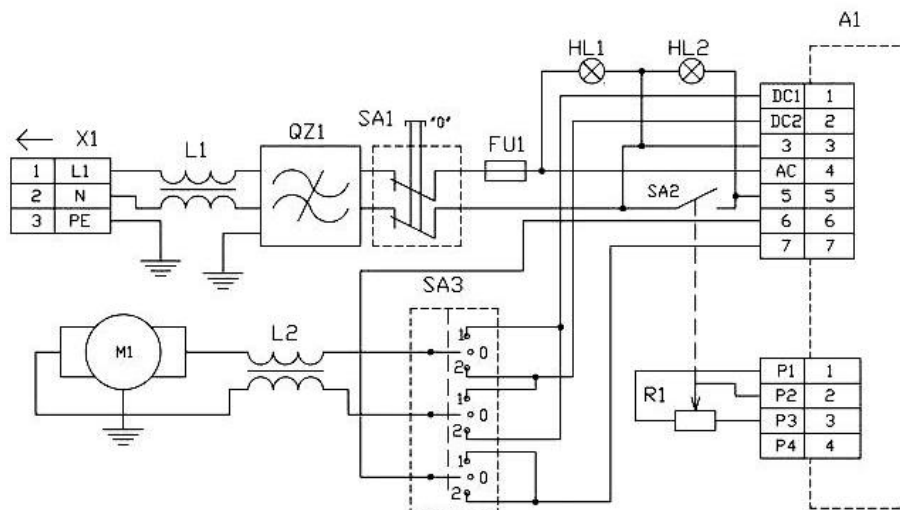 A1
HL1 HL2
SA1 "0"
DC1 1
← X1 L1 QZ1 FU1 DC2 2
3 3
1 L1 AC 4
2 N SA2 5 5
3 PE 6 6
7 7
SA3
L2 1
M1 0
2
1 P1 1
0 R1 P2 2
2 P3 3
1 P4 4
0
2